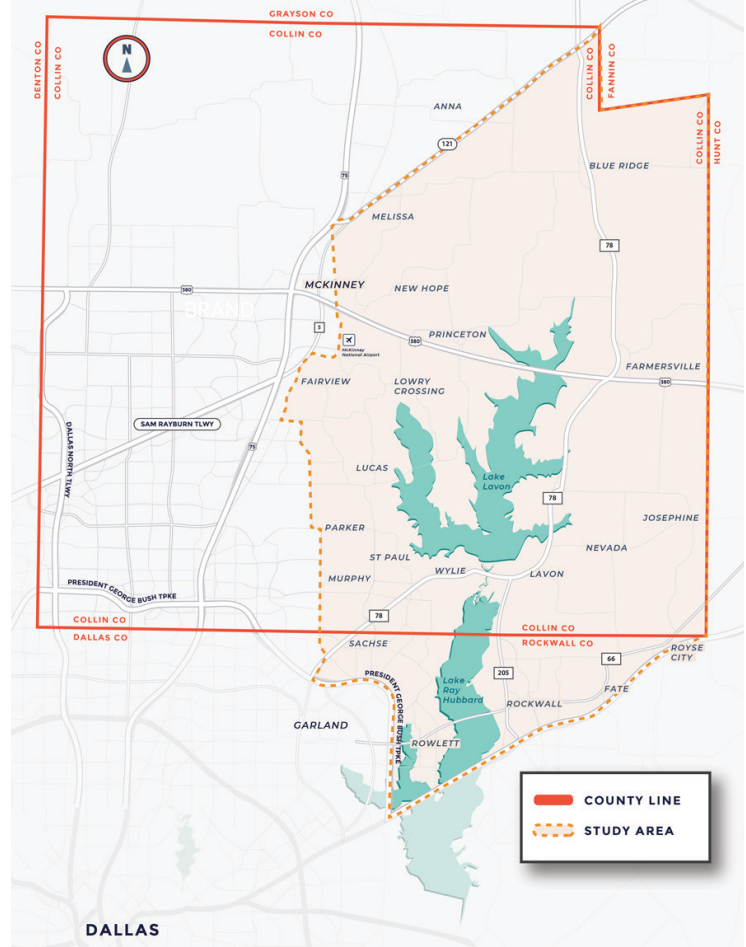 GRAYSON CO
COLLIN CO
DENTON CO
COLLIN CO
N
COLLIN CO
FANNIN CO
COLLIN CO
HUNT CO
ANNA
121
BLUE RIDGE
75
MELISSA
78
380
MCKINNEY
NEW HOPE
BRAND
3
McKinney
National Airport
PRINCETON
380
FARMERSVILLE
380
FAIRVIEW
LOWRY
CROSSING
SAM RAYBURN TLWY
DALLAS NORTH TLWY
75
LUCAS
Lake
Lavon
78
JOSEPHINE
PARKER
NEVADA
ST PAUL
WYLIE
LAVON
MURPHY
PRESIDENT GEORGE BUSH TPKE
78
COLLIN CO
DALLAS CO
COLLIN CO
ROCKWALL CO
SACHSE
ROYSE
CITY
66
205
PRESIDENT GEORGE BUSH TPKE
Lake
Ray
Hubbard
FATE
ROCKWALL
GARLAND
ROWLETT
COUNTY LINE
STUDY AREA
DALLAS